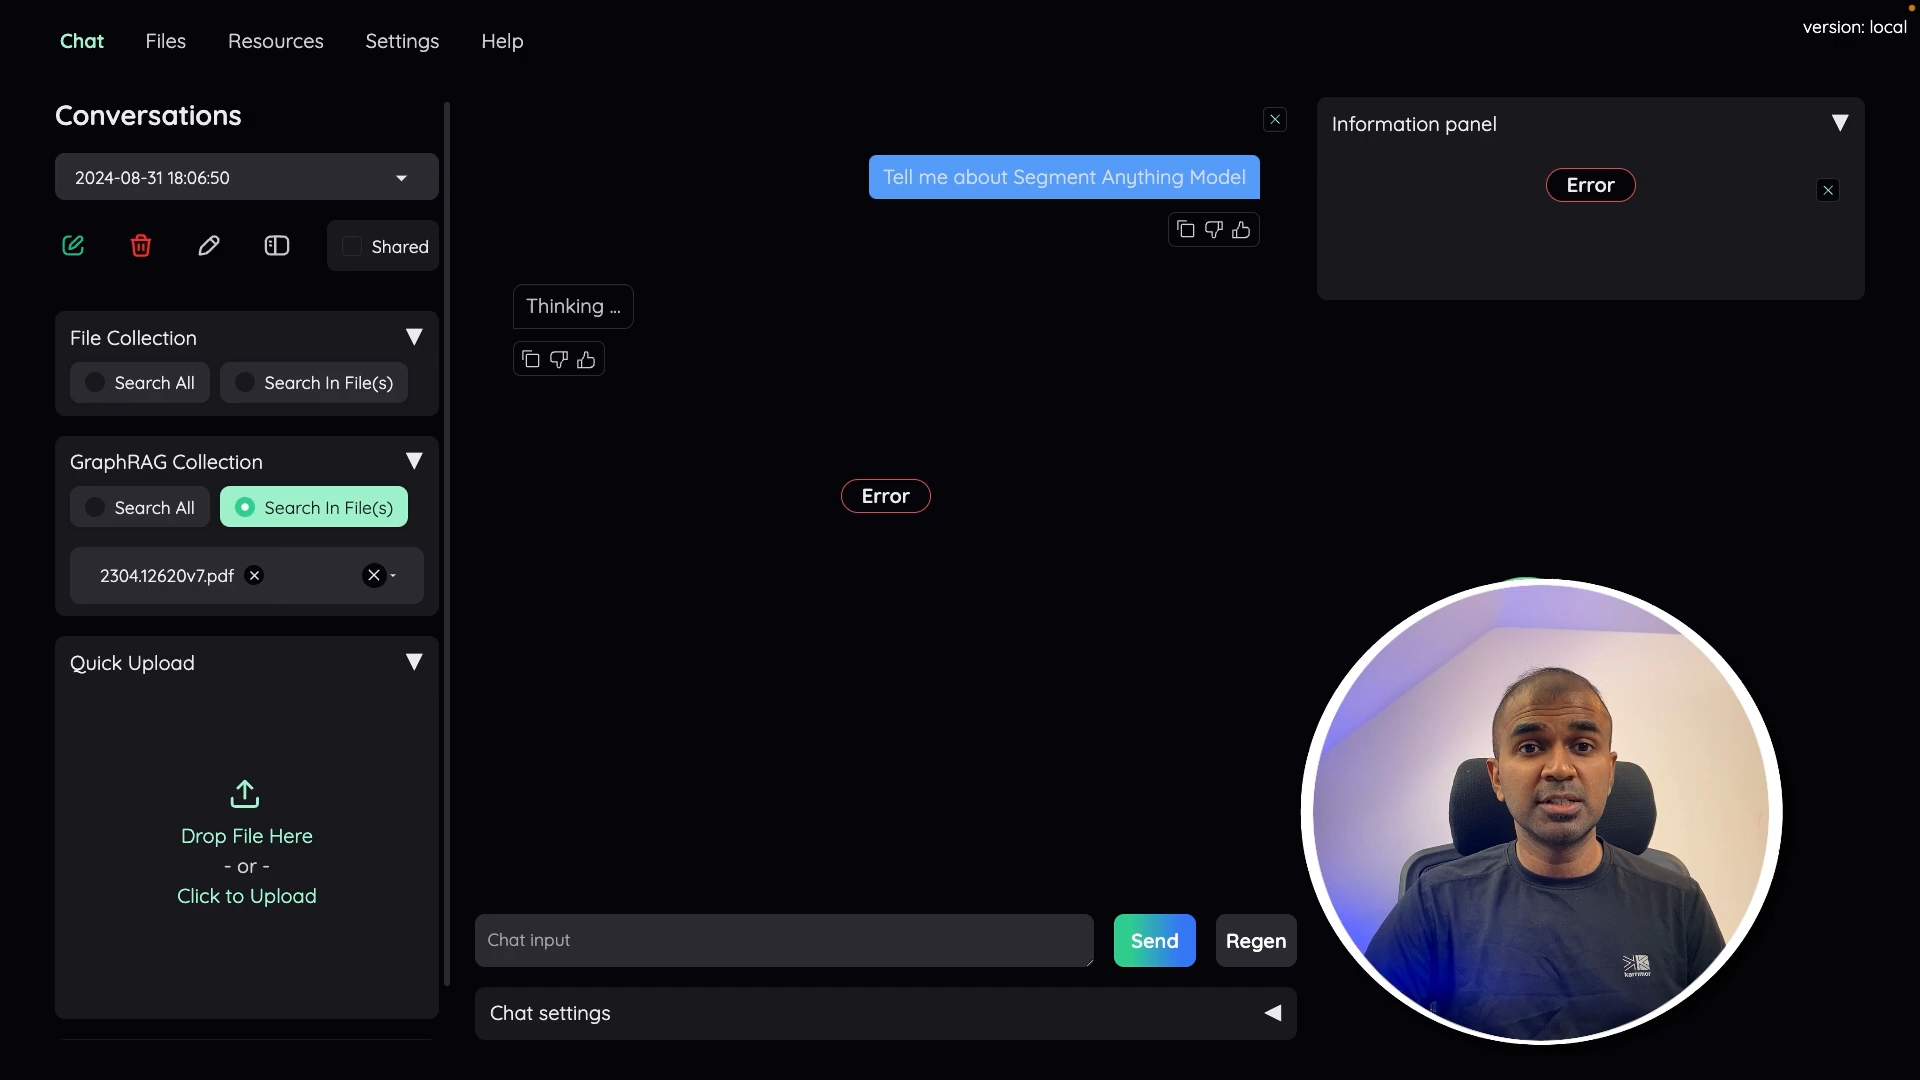 Chat
Files
Resources
Settings
Help
version: local
Conversations
2024-08-31 18:06:50
Shared
File Collection
Search All
Search In File(s)
GraphRAG Collection
Search All
Search In File(s)
2304.12620v7.pdf
Quick Upload
Drop File Here
- or -
Click to Upload
Tell me about Segment Anything Model
Thinking ...
Error
Chat input
Send
Regen
Chat settings
Information panel
Error
karrimor